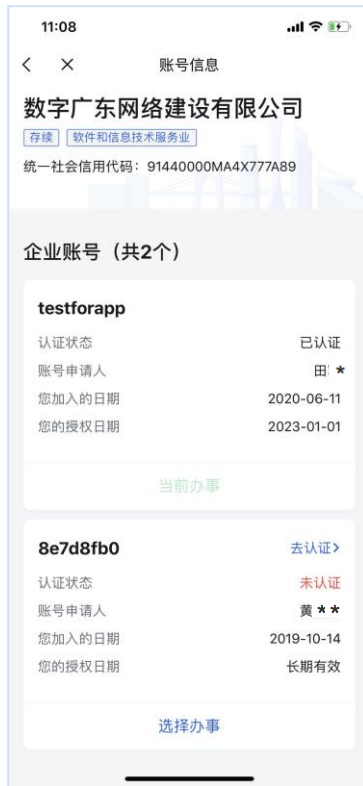 11:08
账号信息
数字广东网络建设有限公司
存续 软件和信息技术服务业
统一社会信用代码：91440000MA4X777A89
企业账号（共2个）
testforapp
认证状态 已认证
账号申请人 田 *
您加入的日期 2020-06-11
您的授权日期 2023-01-01
当前办事
8e7d8fb0 去认证>
认证状态 未认证
账号申请人 黄 * *
您加入的日期 2019-10-14
您的授权日期 长期有效
选择办事